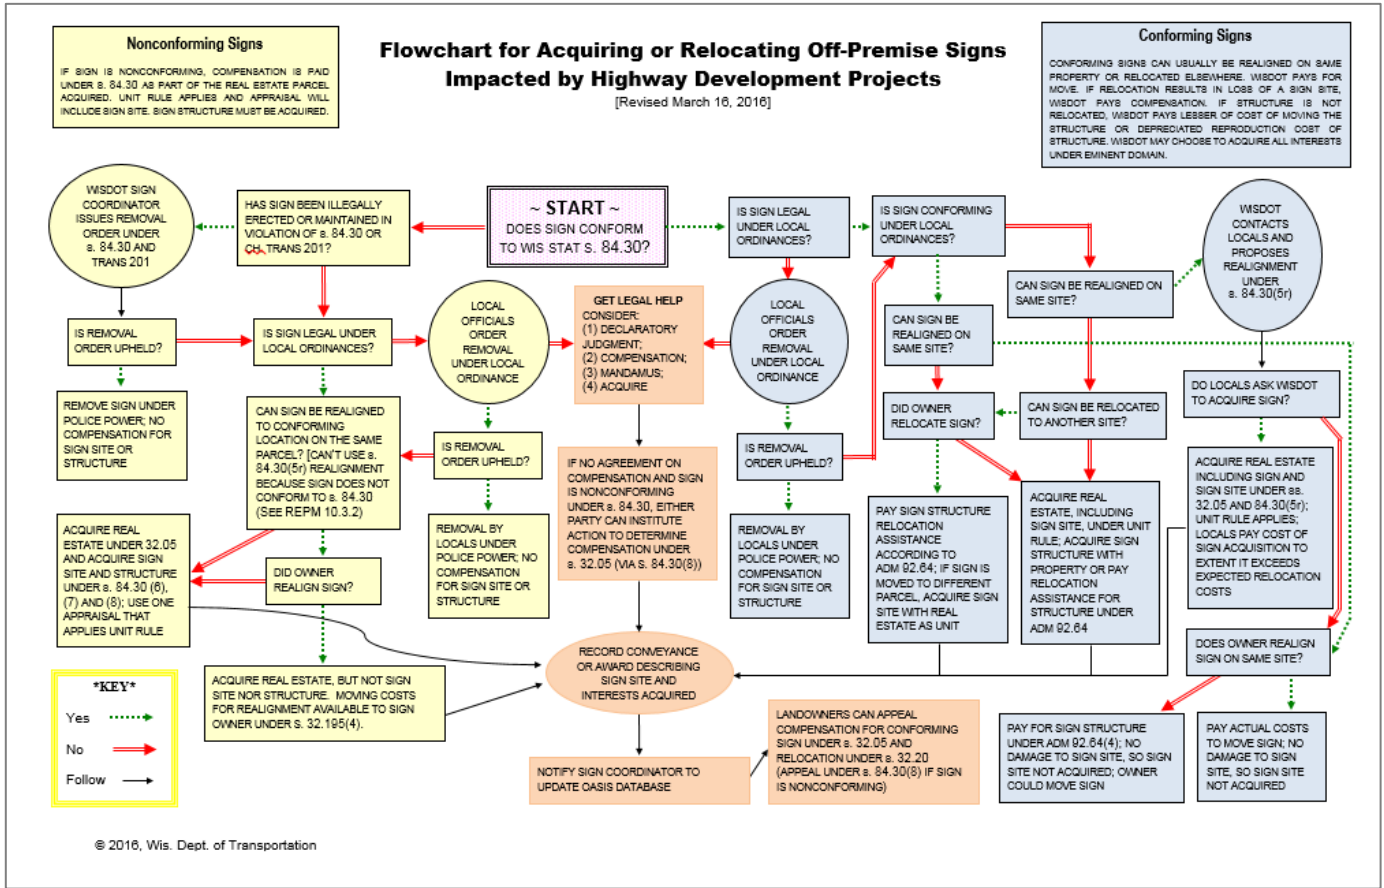 Nonconforming Signs
IF SIGN IS NONCONFORMING, COMPENSATION IS PAID
UNDER s. 84.30 AS PART OF THE REAL ESTATE PARCEL
ACQUIRED. UNIT RULE APPLIES AND APPRAISAL WILL
INCLUDE SIGN SITE. SIGN STRUCTURE MUST BE ACQUIRED.
Flowchart for Acquiring or Relocating Off-Premise Signs
Impacted by Highway Development Projects
[Revised March 16, 2016]
Conforming Signs
CONFORMING SIGNS CAN USUALLY BE REALIGNED ON SAME
PROPERTY OR RELOCATED ELSEWHERE. WISDOT PAYS FOR
MOVE. IF RELOCATION RESULTS IN LOSS OF A SIGN SITE,
WISDOT PAYS COMPENSATION. IF STRUCTURE IS NOT
RELOCATED, WISDOT PAYS LESSER OF COST OF MOVING THE
STRUCTURE OR DEPRECIATED REPRODUCTION COST OF
STRUCTURE. WISDOT MAY CHOOSE TO ACQUIRE ALL INTERESTS
UNDER EMINENT DOMAIN.
WISDOT SIGN
COORDINATOR
ISSUES REMOVAL
ORDER UNDER
s. 84.30 AND
TRANS 201
HAS SIGN BEEN ILLEGALLY
ERECTED OR MAINTAINED IN
VIOLATION OF s. 84.30 OR
CH. TRANS 201?
~ START ~
DOES SIGN CONFORM
TO WIS STAT S. 84.30?
IS SIGN LEGAL
UNDER LOCAL
ORDINANCES?
IS SIGN CONFORMING
UNDER LOCAL
ORDINANCES?
WISDOT
CONTACTS
LOCALS AND
PROPOSES
REALIGNMENT
UNDER
s. 84.30(5r)
CAN SIGN BE REALIGNED ON
SAME SITE?
IS REMOVAL
ORDER UPHELD?
IS SIGN LEGAL UNDER
LOCAL ORDINANCES?
LOCAL
OFFICIALS
ORDER
REMOVAL
UNDER LOCAL
ORDINANCE
GET LEGAL HELP
CONSIDER:
(1) DECLARATORY
JUDGMENT;
(2) COMPENSATION;
(3) MANDAMUS;
(4) ACQUIRE
LOCAL
OFFICIALS
ORDER
REMOVAL
UNDER LOCAL
ORDINANCE
CAN SIGN BE
REALIGNED ON
SAME SITE?
DO LOCALS ASK WISDOT
TO ACQUIRE SIGN?
REMOVE SIGN UNDER
POLICE POWER; NO
COMPENSATION FOR
SIGN SITE OR
STRUCTURE
CAN SIGN BE REALIGNED
TO CONFORMING
LOCATION ON THE SAME
PARCEL? [CAN'T USE s.
84.30(5r) REALIGNMENT
BECAUSE SIGN DOES NOT
CONFORM TO s. 84.30
(SEE REPM 10.3.2)
IS REMOVAL
ORDER UPHELD?
IS REMOVAL
ORDER UPHELD?
DID OWNER
RELOCATE SIGN?
CAN SIGN BE RELOCATED
TO ANOTHER SITE?
IF NO AGREEMENT ON
COMPENSATION AND SIGN
IS NONCONFORMING
UNDER s. 84.30, EITHER
PARTY CAN INSTITUTE
ACTION TO DETERMINE
COMPENSATION UNDER
s. 32.05 (VIA S. 84.30(8))
ACQUIRE REAL ESTATE
INCLUDING SIGN AND
SIGN SITE UNDER ss.
32.05 AND 84.30(5r);
UNIT RULE APPLIES;
LOCALS PAY COST OF
SIGN ACQUISITION TO
EXTENT IT EXCEEDS
EXPECTED RELOCATION
COSTS
ACQUIRE REAL
ESTATE UNDER 32.05
AND ACQUIRE SIGN
SITE AND STRUCTURE
UNDER s. 84.30 (6),
(7) AND (8); USE ONE
APPRAISAL THAT
APPLIES UNIT RULE
DID OWNER
REALIGN SIGN?
REMOVAL BY
LOCALS UNDER
POLICE POWER; NO
COMPENSATION
FOR SIGN SITE OR
STRUCTURE
REMOVAL BY
LOCALS UNDER
POLICE POWER; NO
COMPENSATION
FOR SIGN SITE OR
STRUCTURE
PAY SIGN STRUCTURE
RELOCATION
ASSISTANCE
ACCORDING TO
ADM 92.64; IF SIGN IS
MOVED TO DIFFERENT
PARCEL, ACQUIRE SIGN
SITE WITH REAL
ESTATE AS UNIT
ACQUIRE REAL
ESTATE, INCLUDING
SIGN SITE, UNDER UNIT
RULE; ACQUIRE SIGN
STRUCTURE WITH
PROPERTY OR PAY
RELOCATION
ASSISTANCE FOR
STRUCTURE UNDER
ADM 92.64
DOES OWNER REALIGN
SIGN ON SAME SITE?
*KEY*
Yes
No
Follow
ACQUIRE REAL ESTATE, BUT NOT SIGN
SITE NOR STRUCTURE. MOVING COSTS
FOR REALIGNMENT AVAILABLE TO SIGN
OWNER UNDER S. 32.195(4).
RECORD CONVEYANCE
OR AWARD DESCRIBING
SIGN SITE AND
INTERESTS ACQUIRED
NOTIFY SIGN COORDINATOR TO
UPDATE OASIS DATABASE
LANDOWNERS CAN APPEAL
COMPENSATION FOR CONFORMING
SIGN UNDER s. 32.05 AND
RELOCATION UNDER s. 32.20
(APPEAL UNDER s. 84.30(8) IF SIGN
IS NONCONFORMING)
PAY FOR SIGN STRUCTURE
UNDER ADM 92.64(4); NO
DAMAGE TO SIGN SITE, SO SIGN
SITE NOT ACQUIRED; OWNER
COULD MOVE SIGN
PAY ACTUAL COSTS
TO MOVE SIGN; NO
DAMAGE TO SIGN
SITE, SO SIGN SITE
NOT ACQUIRED
© 2016, Wis. Dept. of Transportation